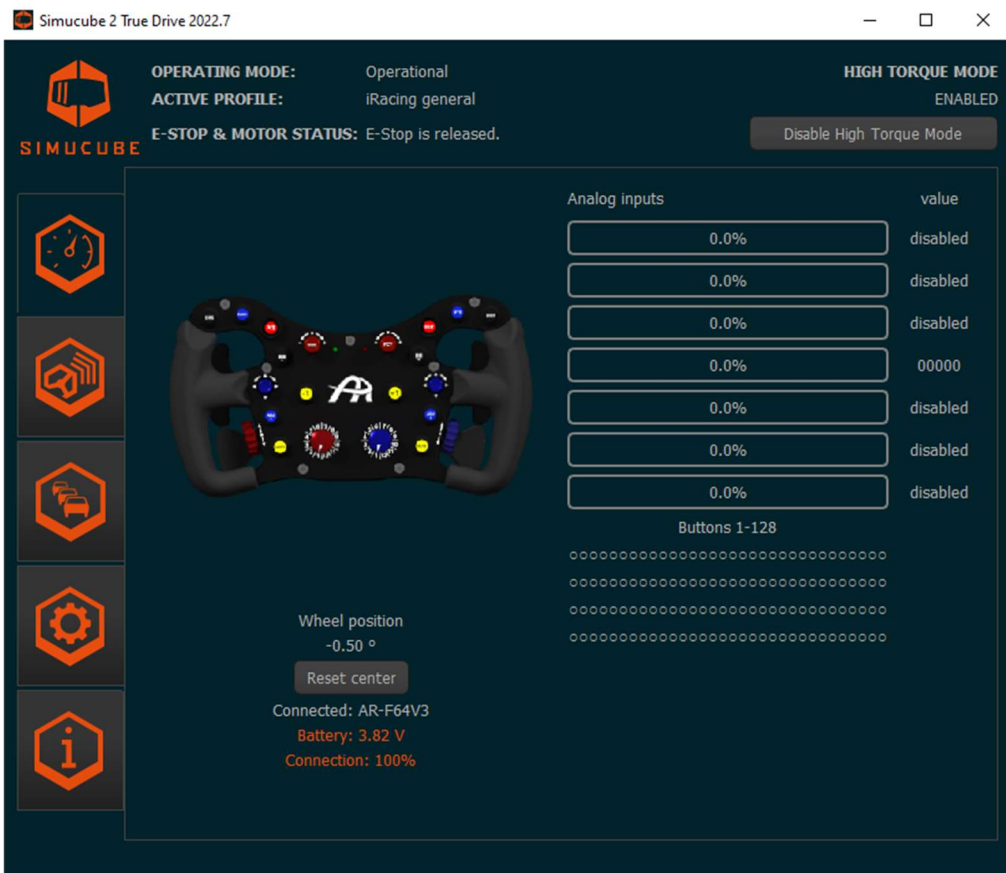 Simucube 2 True Drive 2022.7
OPERATING MODE: Operational
HIGH TORQUE MODE
ACTIVE PROFILE: iRacing general
ENABLED
E-STOP & MOTOR STATUS: E-Stop is released.
Disable High Torque Mode
SIMUCUBE
Analog inputs value
0.0% disabled
0.0% disabled
0.0% disabled
0.0% 00000
0.0% disabled
0.0% disabled
0.0% disabled
Buttons 1-128
Wheel position
-0.50 º
Reset center
Connected: AR-F64V3
Battery: 3.82 V
Connection: 100%